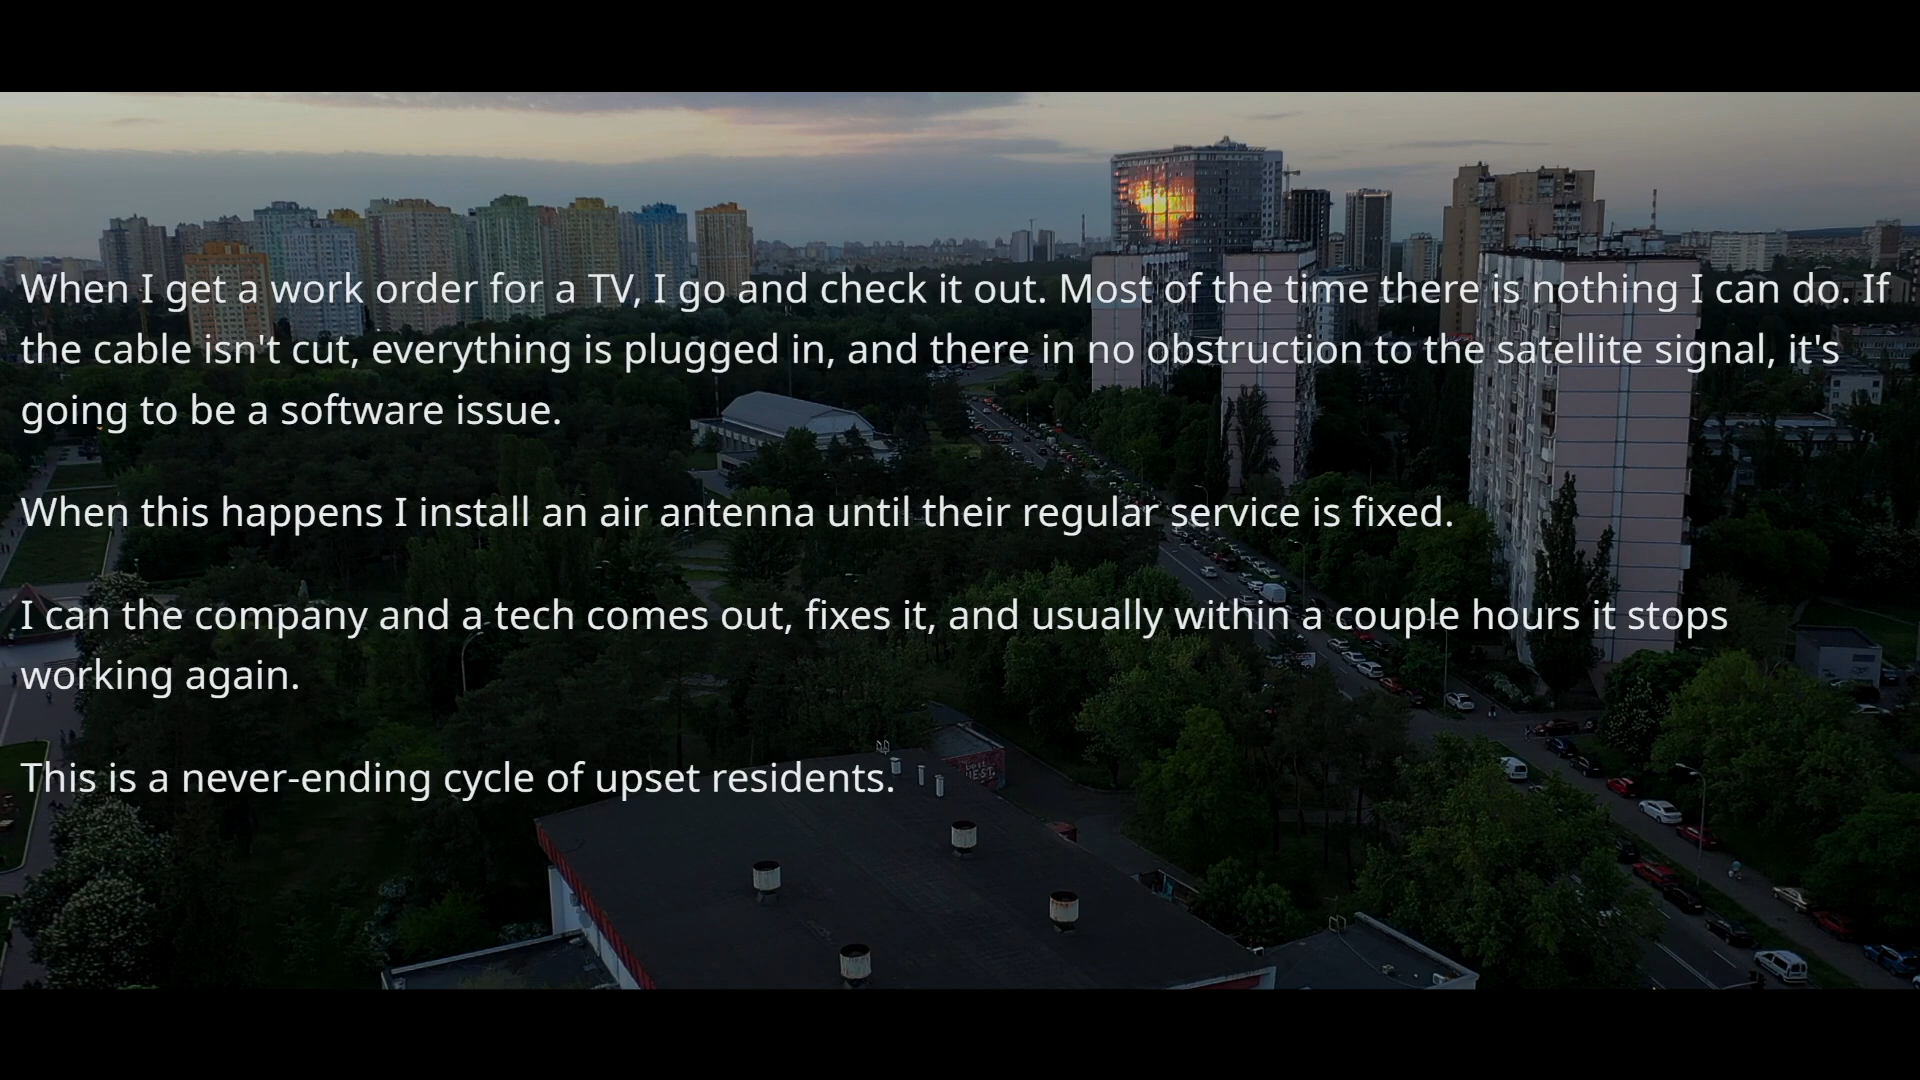 When I get a work order for a TV, I go and check it out. Most of the time there is nothing I can do. If
the cable isn't cut, everything is plugged in, and there in no obstruction to the satellite signal, it's
going to be a software issue.
When this happens I install an air antenna until their regular service is fixed.
I can the company and a tech comes out, fixes it, and usually within a couple hours it stops
working again.
This is a never-ending cycle of upset residents.